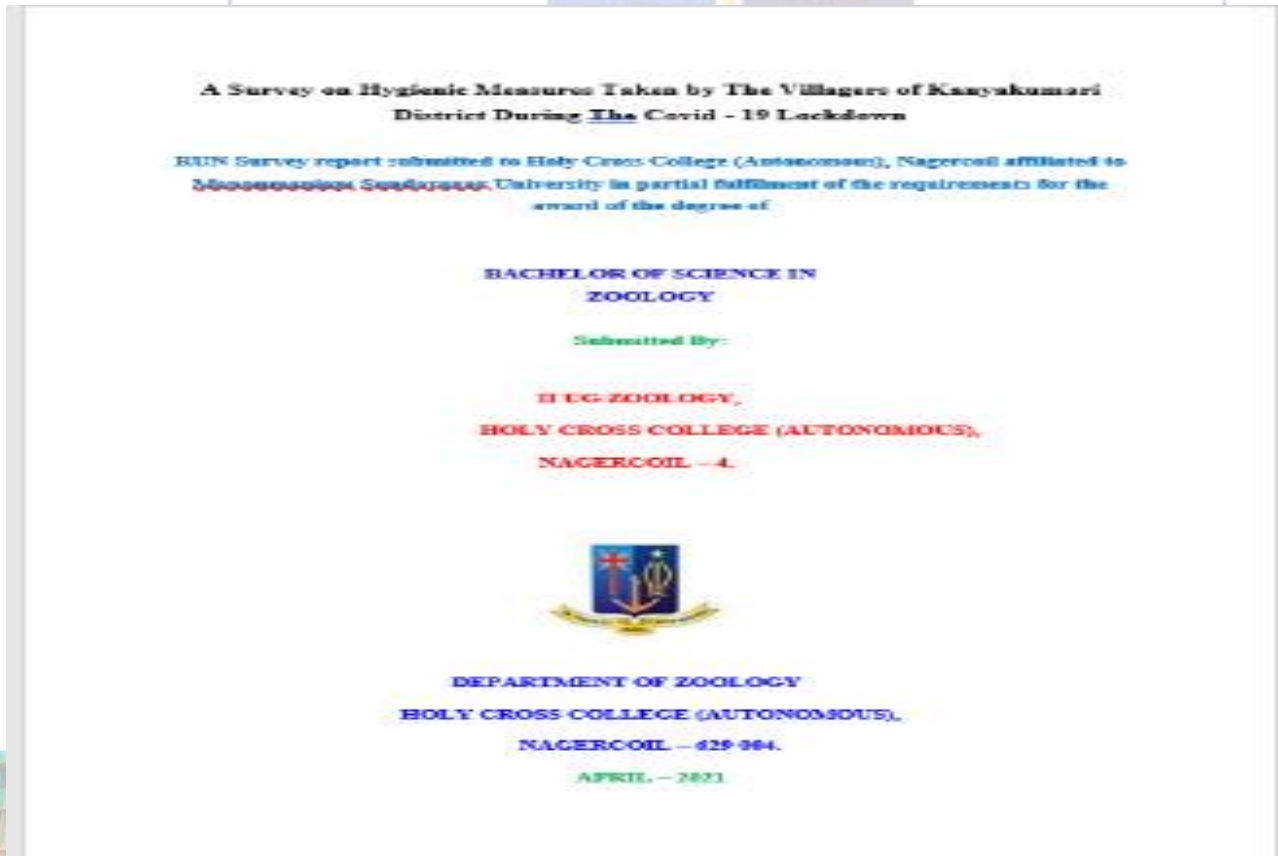 A Survey on Hygienic Measures Taken by The Villagers of Kanyakumari
District During The Covid - 19 Lockdown
RUN Survey report submitted to Holy Cross College (Autonomous), Nagercoil affiliated to
Manonmaniam Sundaranar University in partial fulfilment of the requirements for the
award of the degree of
BACHELOR OF SCIENCE IN
ZOOLOGY
Submitted By:
II UG ZOOLOGY,
HOLY CROSS COLLEGE (AUTONOMOUS),
NAGERCOIL – 4.
DEPARTMENT OF ZOOLOGY
HOLY CROSS COLLEGE (AUTONOMOUS),
NAGERCOIL – 629 004.
APRIL – 2021